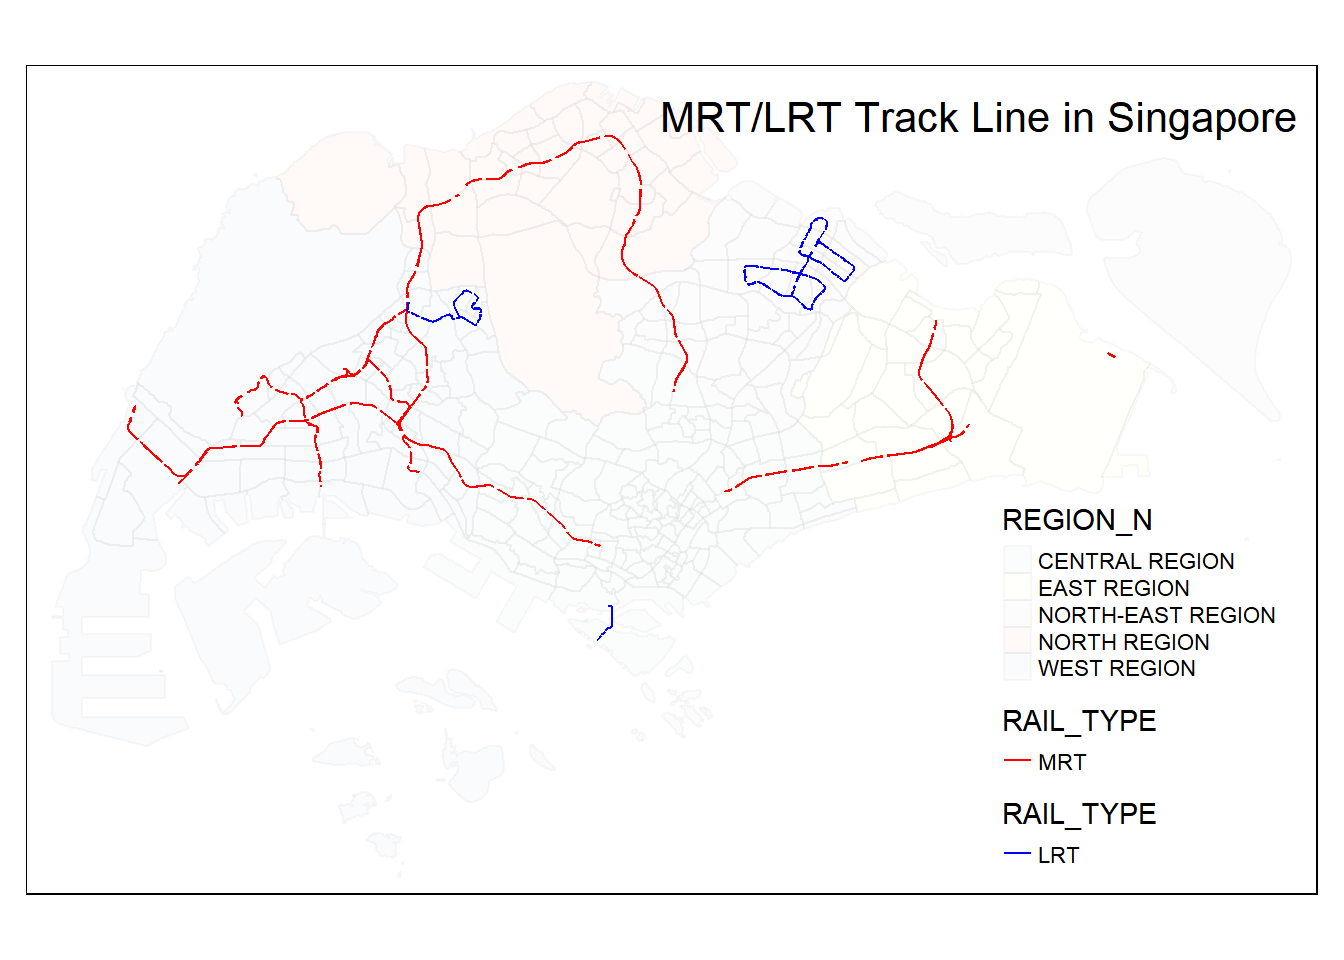 MRT/LRT Track Line in Singapore
REGION_N
CENTRAL REGION
EAST REGION
NORTH-EAST REGION
NORTH REGION
WEST REGION
RAIL_TYPE
MRT
RAIL_TYPE
LRT